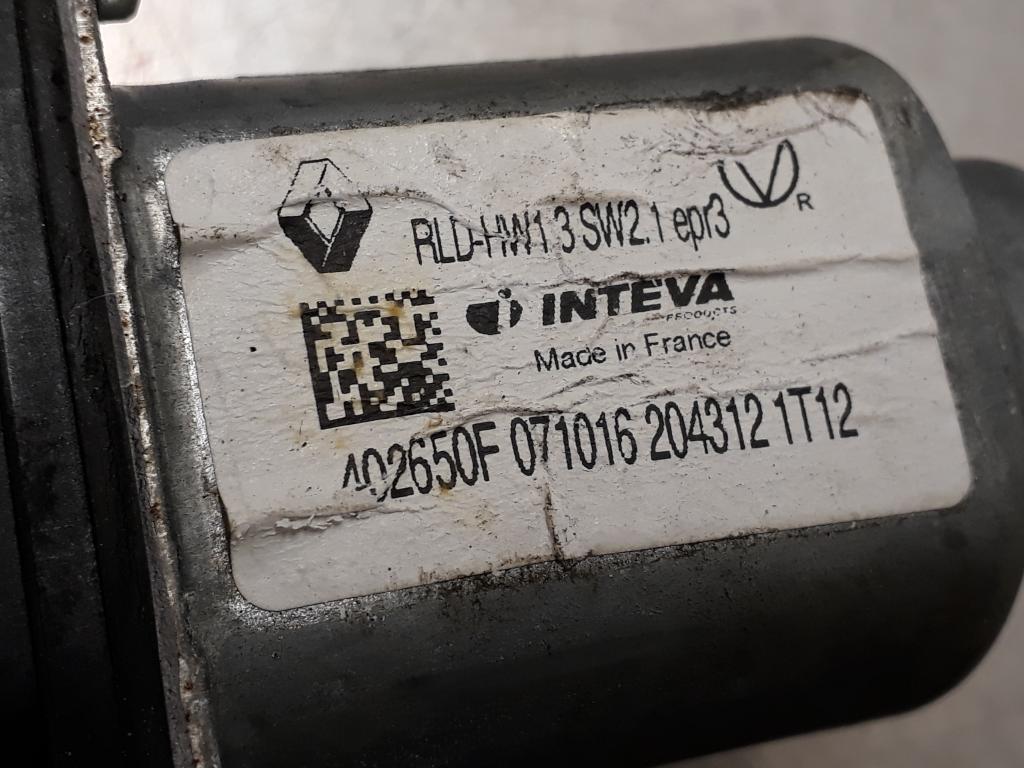 RLD-HW1.3 SW2.1 epr3
V R
INTEVA
PRODUCTS
Made in France
402650F 071016 204312 1T12